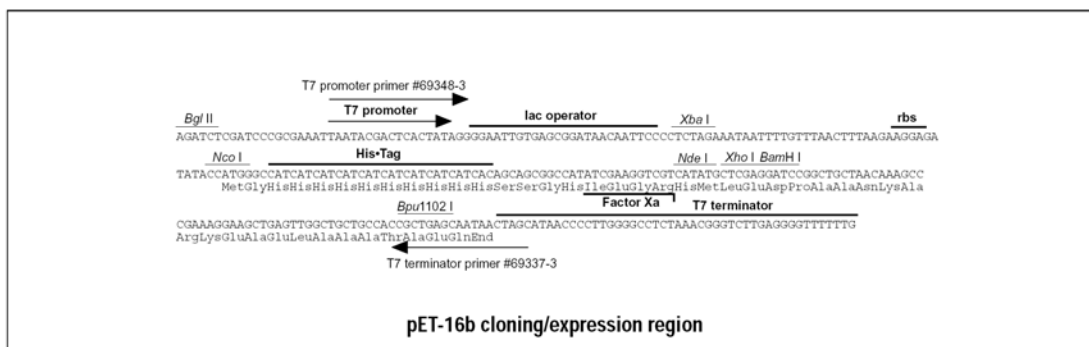 T7 promoter primer #69348-3
Bgl II T7 promoter lac operator Xba I rbs
AGATCTCGATCCCGCGAAATTAATACGACTCACTATAGGGGAATTGTGAGCGGATAACAATTCCCCTCTAGAAATAATTTTGTTTAACTTTAAGAAGGAGA
Nco I His•Tag Nde I Xho I BamH I
TATACCATGGGCCATCATCATCATCATCATCATCATCATCACAGCAGCGGCCATATCGAAGGTCGTCATATGCTCGAGGATCCGGCTGCTAACAAAGCC
MetGlyHisHisHisHisHisHisHisHisHisHisSerSerGlyHisIleGluGlyArgHisMetLeuGluAspProAlaAlaAsnLysAla
Bpu1102 I Factor Xa T7 terminator
CGAAAGGAAGCTGAGTTGGCTGCTGCCACCGCTGAGCAATAACTAGCATAACCCCTTGGGGCCTCTAAACGGGTCTTGAGGGGTTTTTTG
ArgLysGluAlaGluLeuAlaAlaAlaThrAlaGluGlnEnd
T7 terminator primer #69337-3
pET-16b cloning/expression region